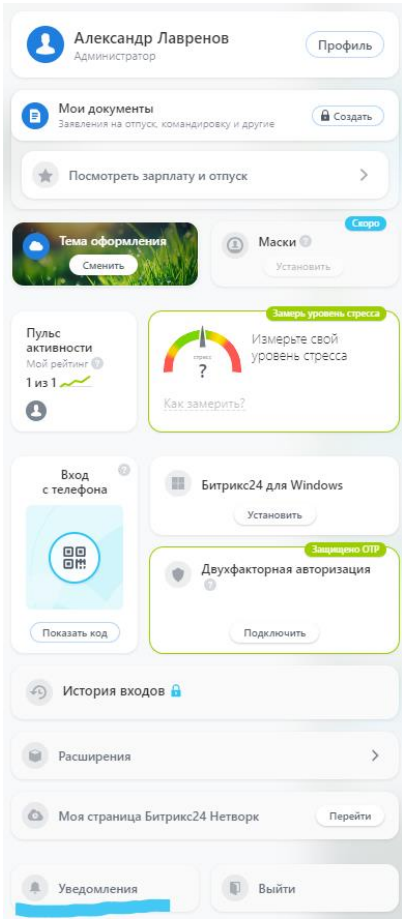 Александр Лавренов
Администратор
Профиль
Мои документы
Заявления на отпуск, командировку и другие
Создать
Посмотреть зарплату и отпуск
Тема оформления
Сменить
Скоро
Маски
Установить
Пульс
активности
Мой рейтинг
1 из 1
Замерь уровень стресса
Измерьте свой
уровень стресса
стресс
?
Как замерить?
Вход
с телефона
Показать код
Битрикс24 для Windows
Установить
Защищено OTP
Двухфакторная авторизация
Подключить
История входов
Расширения
Моя страница Битрикс24 Нетворк
Перейти
Уведомления
Выйти